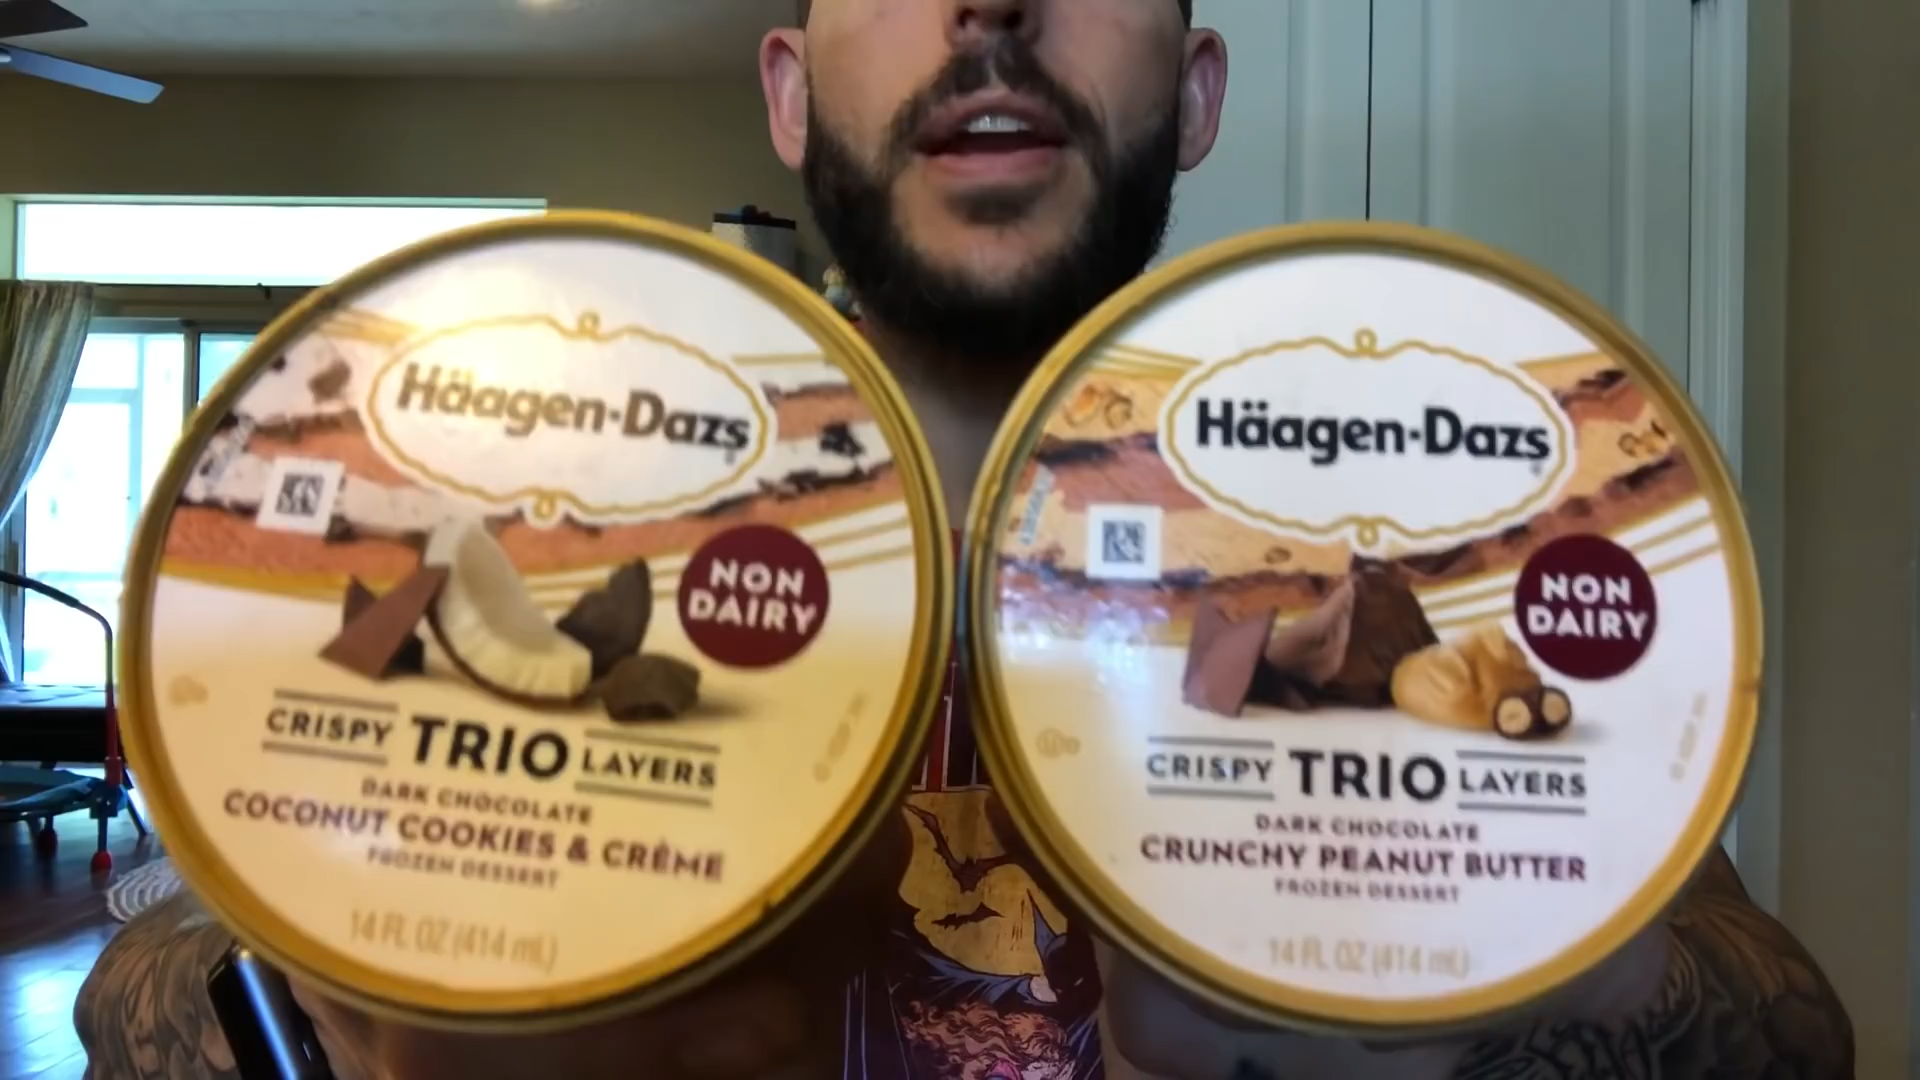 Häagen-Dazs
NON
DAIRY
CRISPY TRIO LAYERS
DARK CHOCOLATE
COCONUT COOKIES & CRÈME
FROZEN DESSERT
14 FL OZ (414 mL)
Häagen-Dazs
NON
DAIRY
CRISPY TRIO LAYERS
DARK CHOCOLATE
CRUNCHY PEANUT BUTTER
FROZEN DESSERT
14 FL OZ (414 mL)